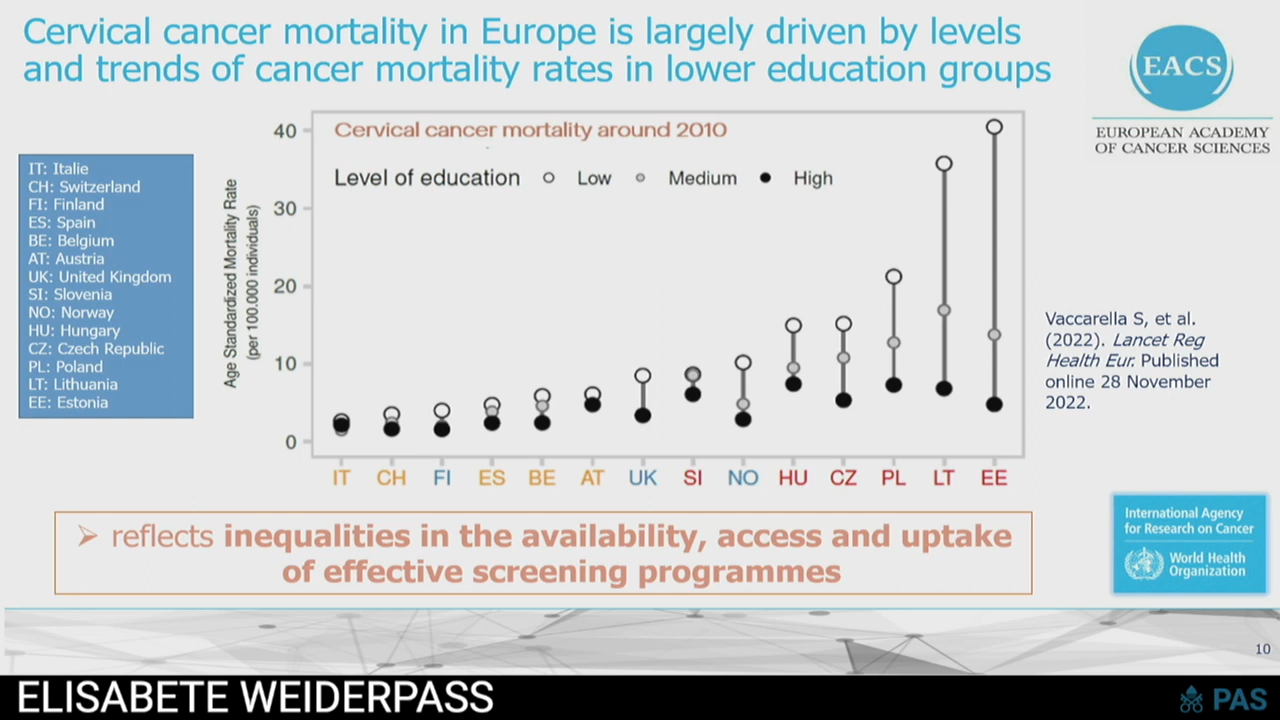 Cervical cancer mortality in Europe is largely driven by levels
and trends of cancer mortality rates in lower education groups
EACS
EUROPEAN ACADEMY
OF CANCER SCIENCES
IT: Italie
CH: Switzerland
FI: Finland
ES: Spain
BE: Belgium
AT: Austria
UK: United Kingdom
SI: Slovenia
NO: Norway
HU: Hungary
CZ: Czech Republic
PL: Poland
LT: Lithuania
EE: Estonia
Cervical cancer mortality around 2010
Level of education Low Medium High
Age Standardized Mortality Rate
(per 100.000 individuals)
40
30
20
10
0
IT CH FI ES BE AT UK SI NO HU CZ PL LT EE
Vaccarella S, et al.
(2022). Lancet Reg
Health Eur. Published
online 28 November
2022.
➢ reflects inequalities in the availability, access and uptake
of effective screening programmes
International Agency
for Research on Cancer
World Health
Organization
10
ELISABETE WEIDERPASS
PAS